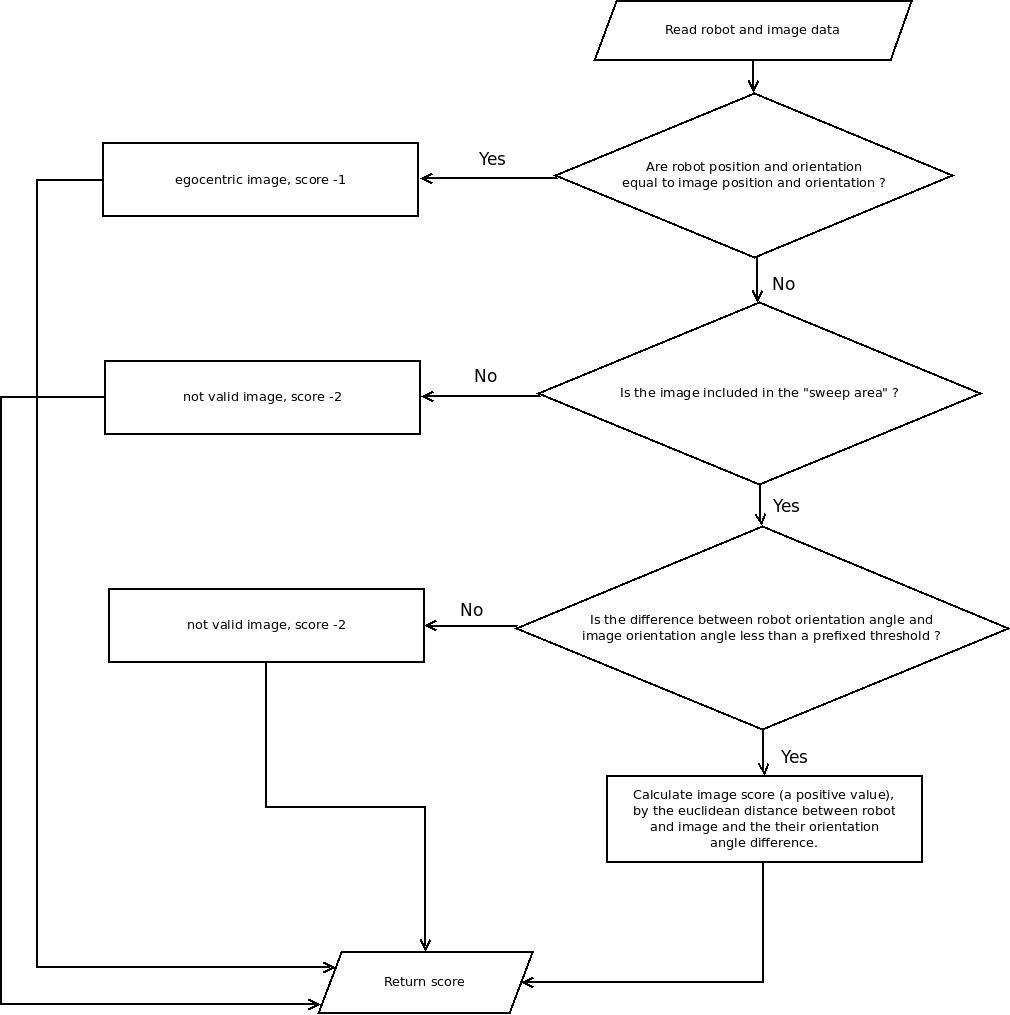 Read robot and image data
Are robot position and orientation
equal to image position and orientation ?
Yes
egocentric image, score -1
No
Is the image included in the "sweep area" ?
No
not valid image, score -2
Yes
Is the difference between robot orientation angle and
image orientation angle less than a prefixed threshold ?
No
not valid image, score -2
Yes
Calculate image score (a positive value),
by the euclidean distance between robot
and image and the their orientation
angle difference.
Return score